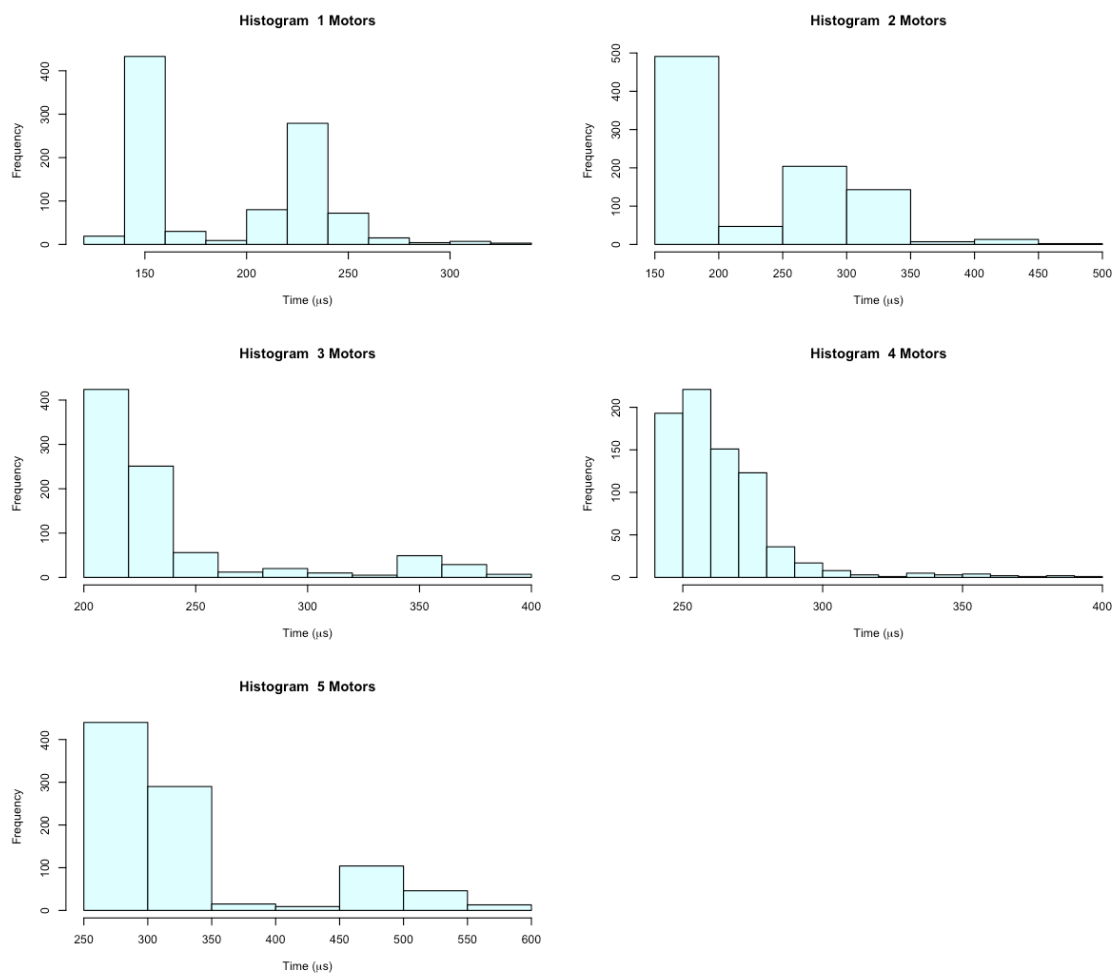 Histogram  1 Motors
Frequency
0 100 200 300 400
150 200 250 300
Time (μs)
Histogram  2 Motors
Frequency
0 100 200 300 400 500
150 200 250 300 350 400 450 500
Time (μs)
Histogram  3 Motors
Frequency
0 100 200 300 400
200 250 300 350 400
Time (μs)
Histogram  4 Motors
Frequency
0 50 100 150 200
250 300 350 400
Time (μs)
Histogram  5 Motors
Frequency
0 100 200 300 400
250 300 350 400 450 500 550 600
Time (μs)